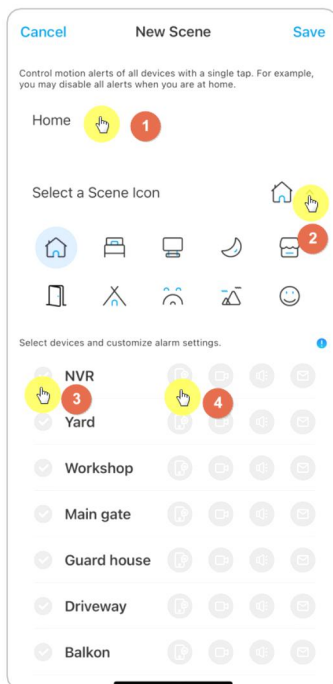 Cancel New Scene Save
Control motion alerts of all devices with a single tap. For example,
you may disable all alerts when you are at home.
Home
1
Select a Scene Icon
2
Select devices and customize alarm settings.
NVR
3
4
Yard
Workshop
Main gate
Guard house
Driveway
Balkon